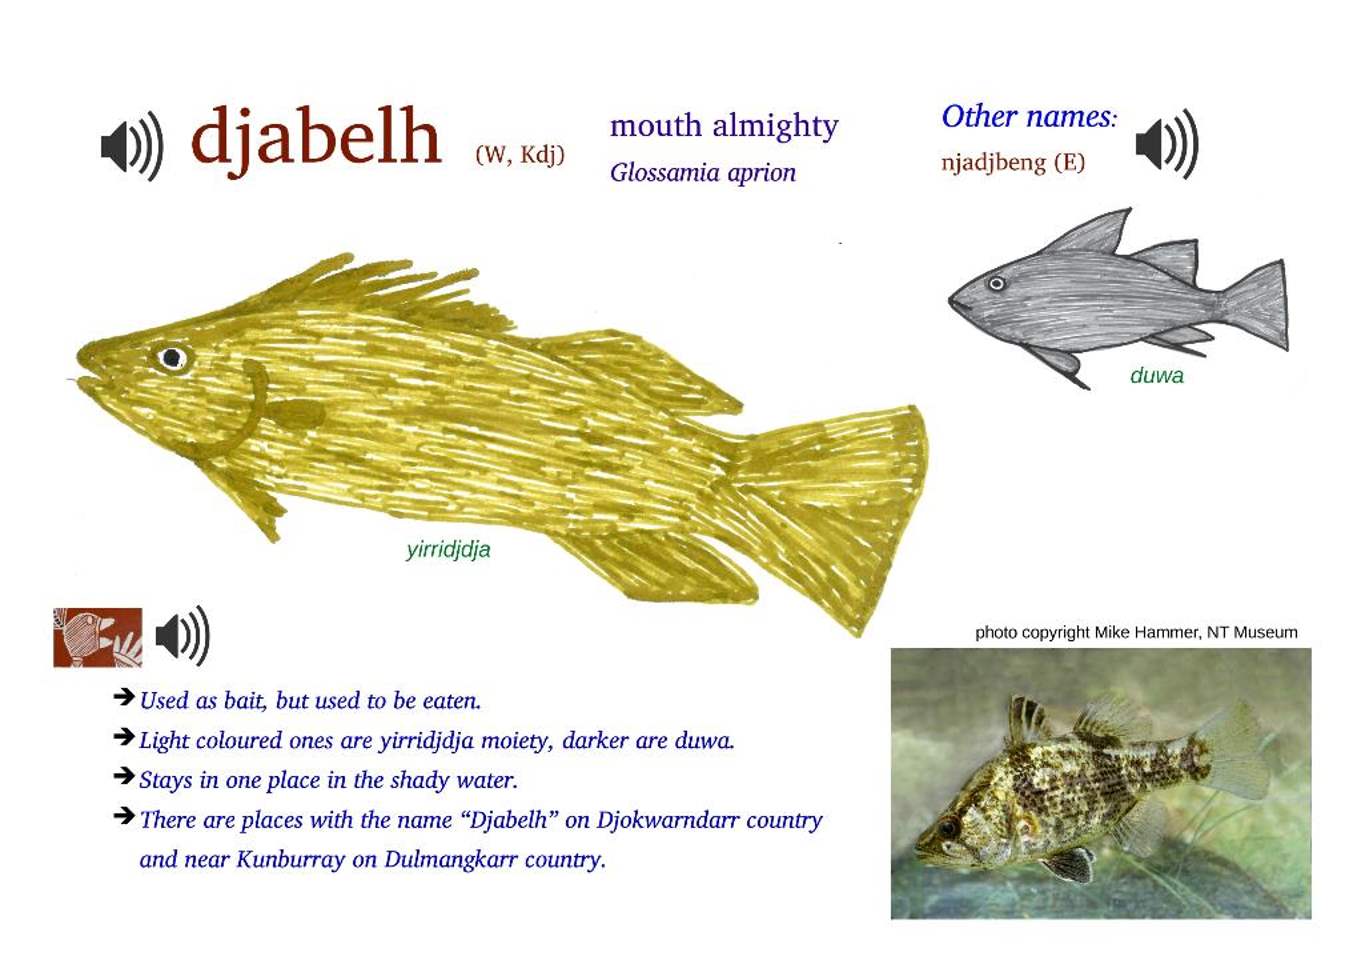 djabelh (W, Kdj)
mouth almighty
Glossamia aprion
Other names:
njadjbeng (E)
duwa
yirridjdja
photo copyright Mike Hammer, NT Museum
➔ Used as bait, but used to be eaten.
➔ Light coloured ones are yirridjdja moiety, darker are duwa.
➔ Stays in one place in the shady water.
➔ There are places with the name “Djabelh” on Djokwarndarr country
and near Kunburray on Dulmangkarr country.